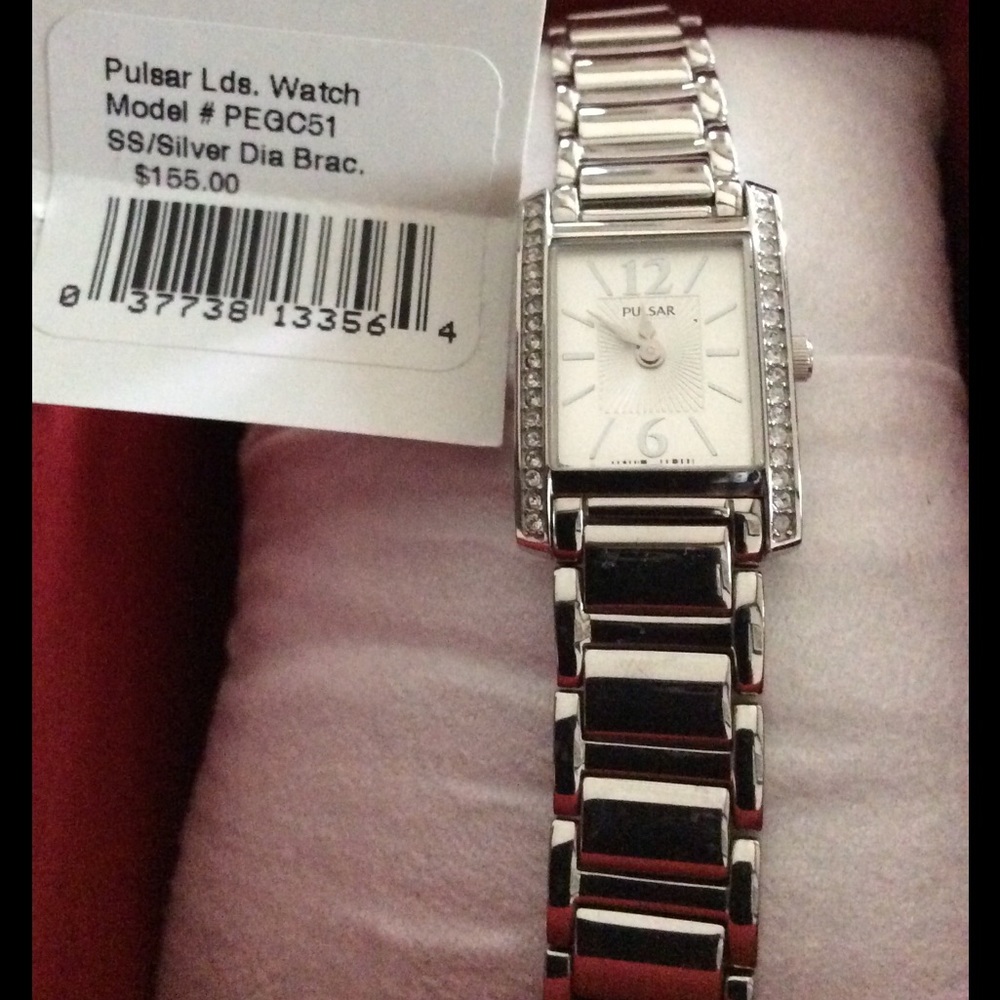 Pulsar Lds. Watch
Model # PEGC51
SS/Silver Dia Brac.
$155.00
0 37738 13356 4
12
PULSAR
6